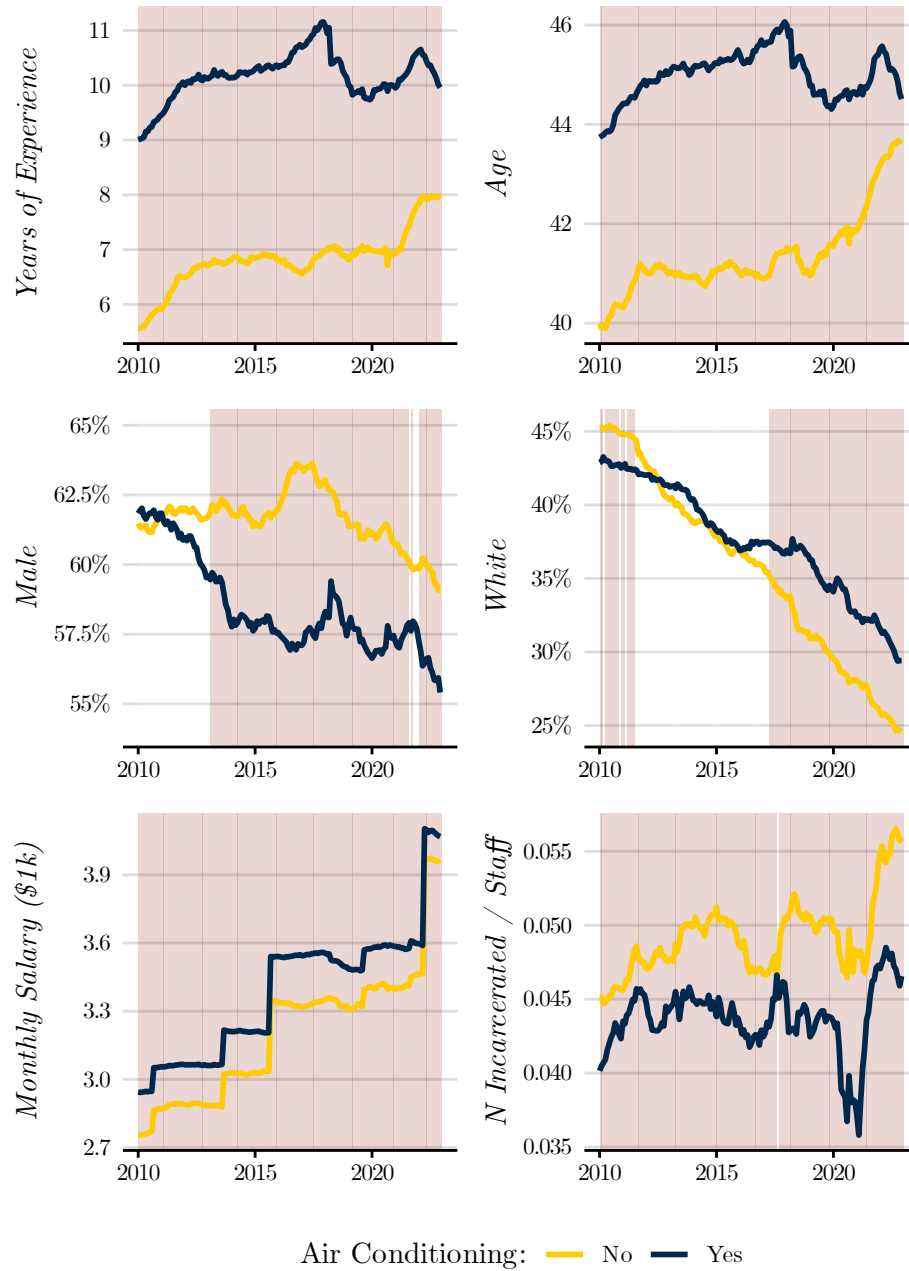 Years of Experience
11
10
9
8
7
6
2010 2015 2020
Age
46
44
42
40
2010 2015 2020
Male
65%
62.5%
60%
57.5%
55%
2010 2015 2020
White
45%
40%
35%
30%
25%
2010 2015 2020
Monthly Salary ($1k)
3.9
3.6
3.3
3.0
2.7
2010 2015 2020
N Incarcerated / Staff
0.055
0.050
0.045
0.040
0.035
2010 2015 2020
Air Conditioning: No Yes